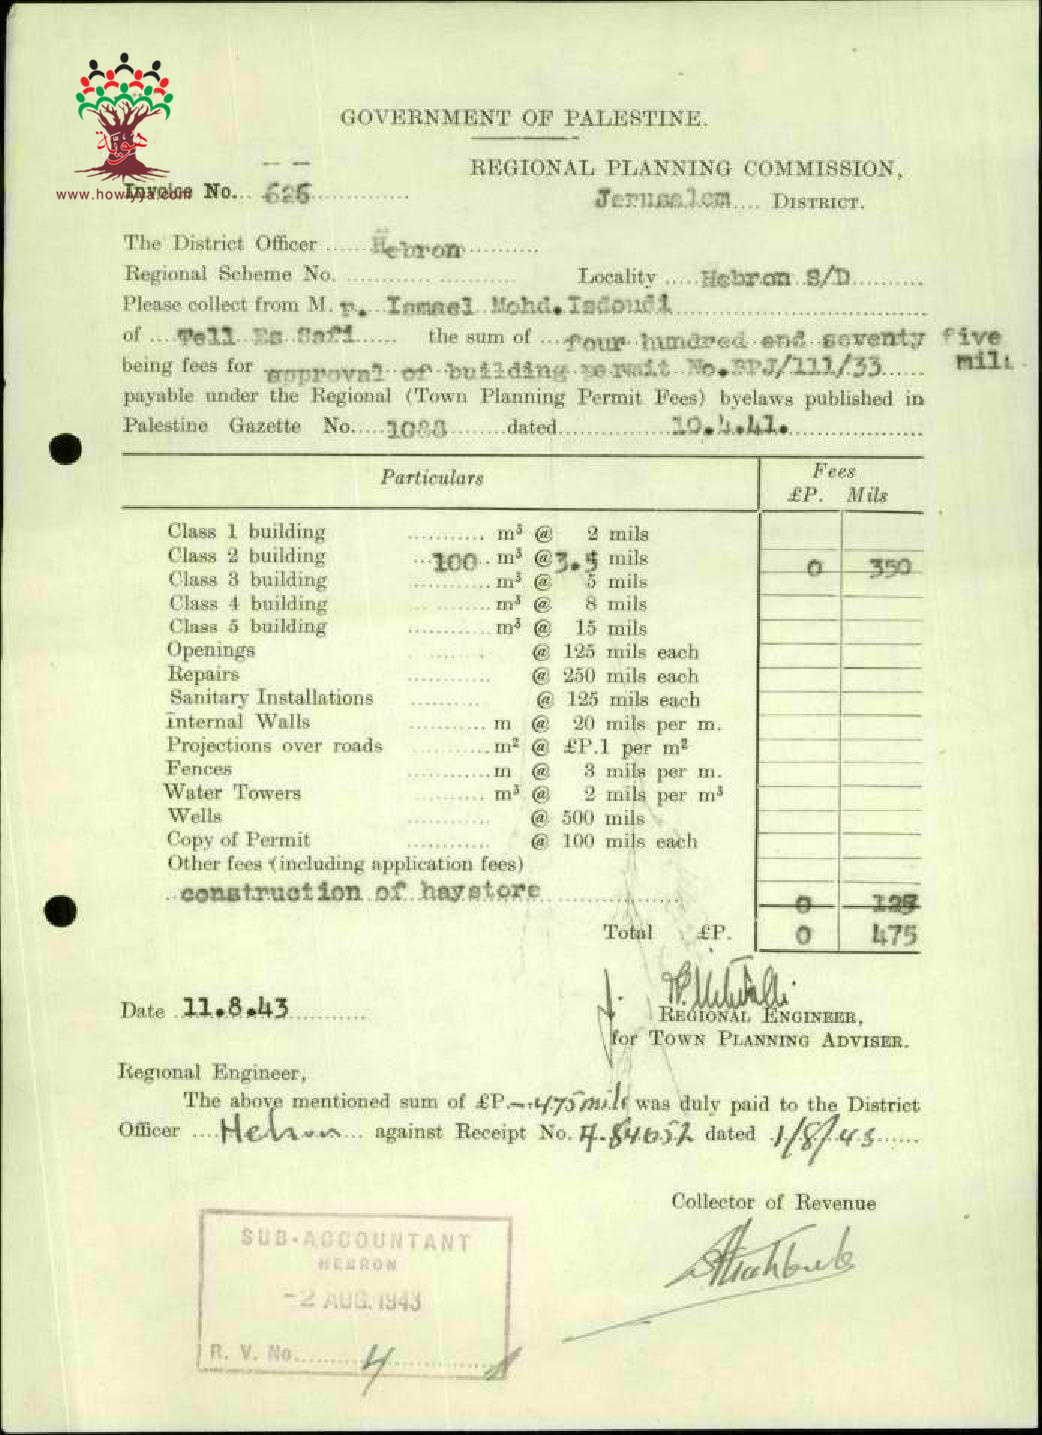 هوية
www.howiyya.com
GOVERNMENT OF PALESTINE.
REGIONAL PLANNING COMMISSION,
Invoice No... 626
Jerusalem.... DISTRICT.
The District Officer ...... Hebron
Regional Scheme No. ....................... Locality ..... Hebron S/D
Please collect from M. r. Ismael Mohd. Isdoudi
of .... Tell Es Safi...... the sum of ... four hundred and seventy five
being fees for approval of building permit No. RPJ/111/33...... mils.
payable under the Regional (Town Planning Permit Fees) byelaws published in
Palestine Gazette No..... 1088 ........ dated............... 10.4.41.
Particulars Fees
£P. Mils
Class 1 building ........... m³ @ 2 mils
Class 2 building ...100.. m³ @ 3.5 mils 0 350
Class 3 building ........... m³ @ 5 mils
Class 4 building ........... m³ @ 8 mils
Class 5 building ........... m³ @ 15 mils
Openings ........... @ 125 mils each
Repairs ........... @ 250 mils each
Sanitary Installations ........... @ 125 mils each
Internal Walls ........... m @ 20 mils per m.
Projections over roads ........... m² @ £P.1 per m²
Fences ........... m @ 3 mils per m.
Water Towers ........... m³ @ 2 mils per m³
Wells ........... @ 500 mils
Copy of Permit ........... @ 100 mils each
Other fees (including application fees)
construction of haystore 0 125
Total £P. 0 475
Date .11.8.43
REGIONAL ENGINEER,
for TOWN PLANNING ADVISER.
Regional Engineer,
The above mentioned sum of £P. -.475 mils was duly paid to the District
Officer .... Hebron ... against Receipt No. dated 1/8/43
Collector of Revenue
SUB-ACCOUNTANT
HEBRON
-2 AUG. 1943
R. V. No. 4